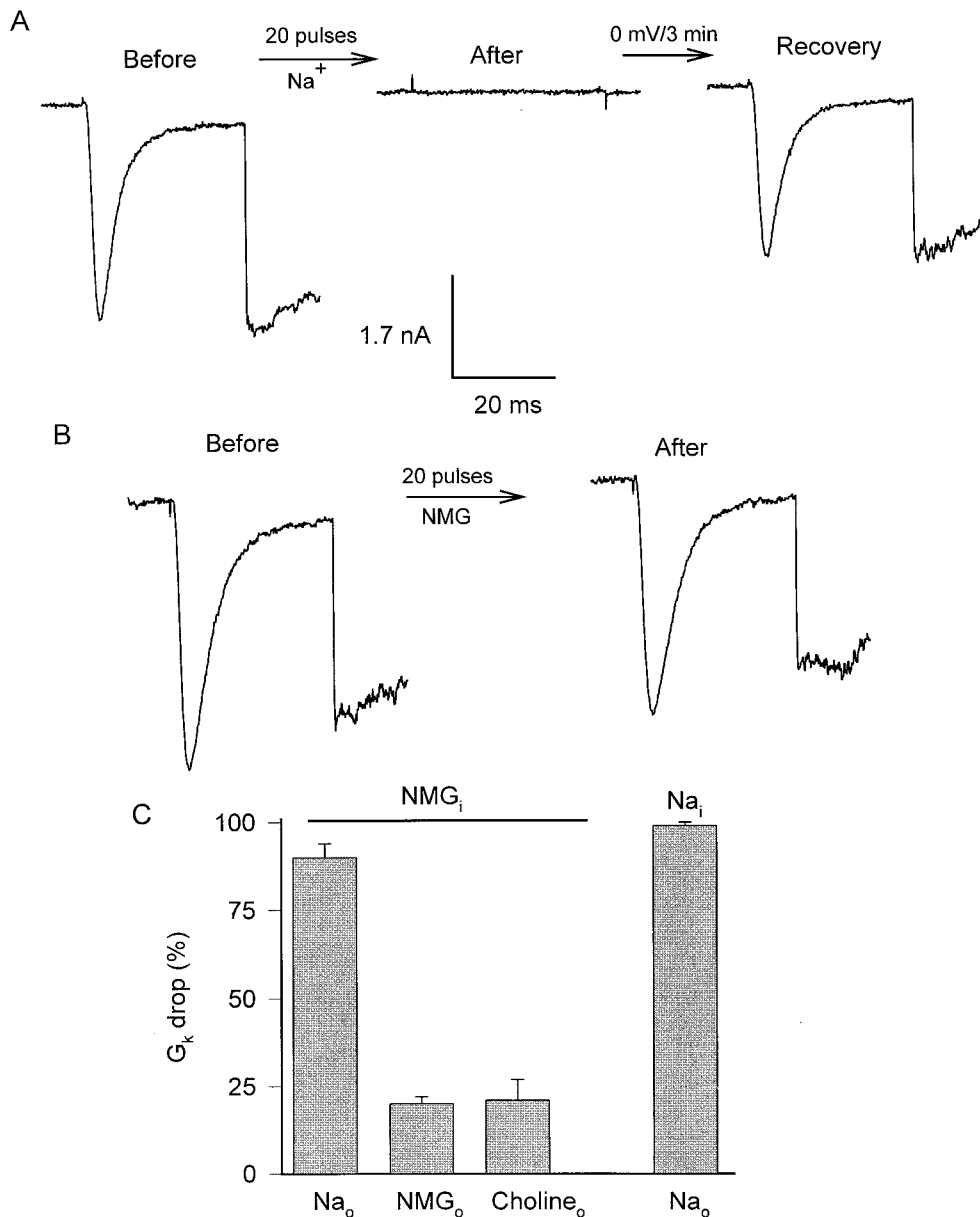 A
Before
20 pulses
Na+
After
0 mV/3 min
Recovery
1.7 nA
20 ms
B
Before
20 pulses
NMG
After
C
NMGi
Nai
100
75
50
25
0
Gk drop (%)
Nao
NMGo
Cholineo
Nao